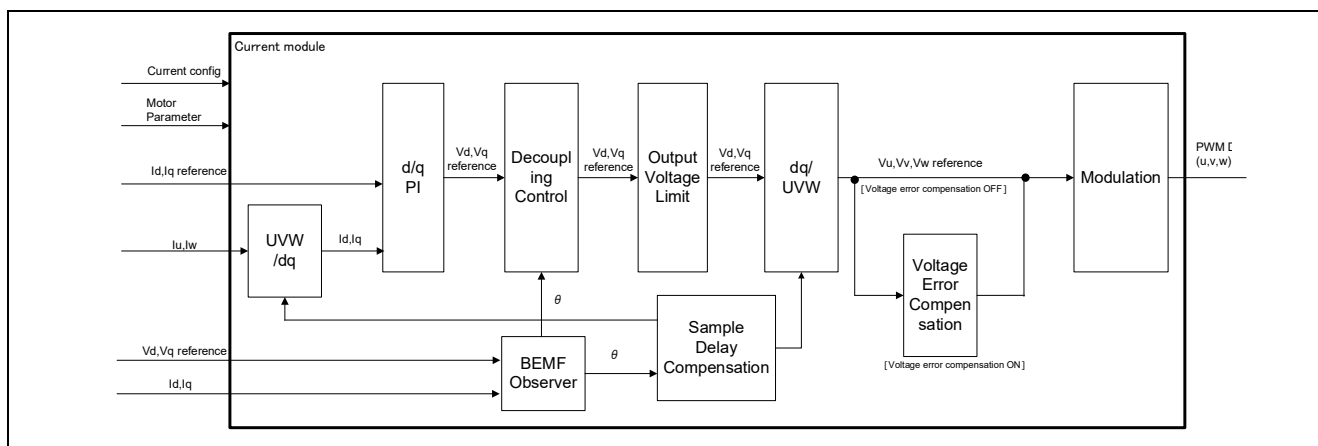 Current module
Current config
Motor
Parameter
Id,Iq reference
Iu,Iw
UVW
/dq
Id,Iq
d/q
PI
Vd,Vq
reference
Decoupl
ing
Control
Vd,Vq
reference
Output
Voltage
Limit
Vd,Vq
reference
dq/
UVW
Vu,Vv,Vw reference
[Voltage error compensation OFF]
Voltage
Error
Compen
sation
[Voltage error compensation ON]
Modulation
PWM
(u,v,w)
θ
Vd,Vq reference
Id,Iq
BEMF
Observer
θ
Sample
Delay
Compensation